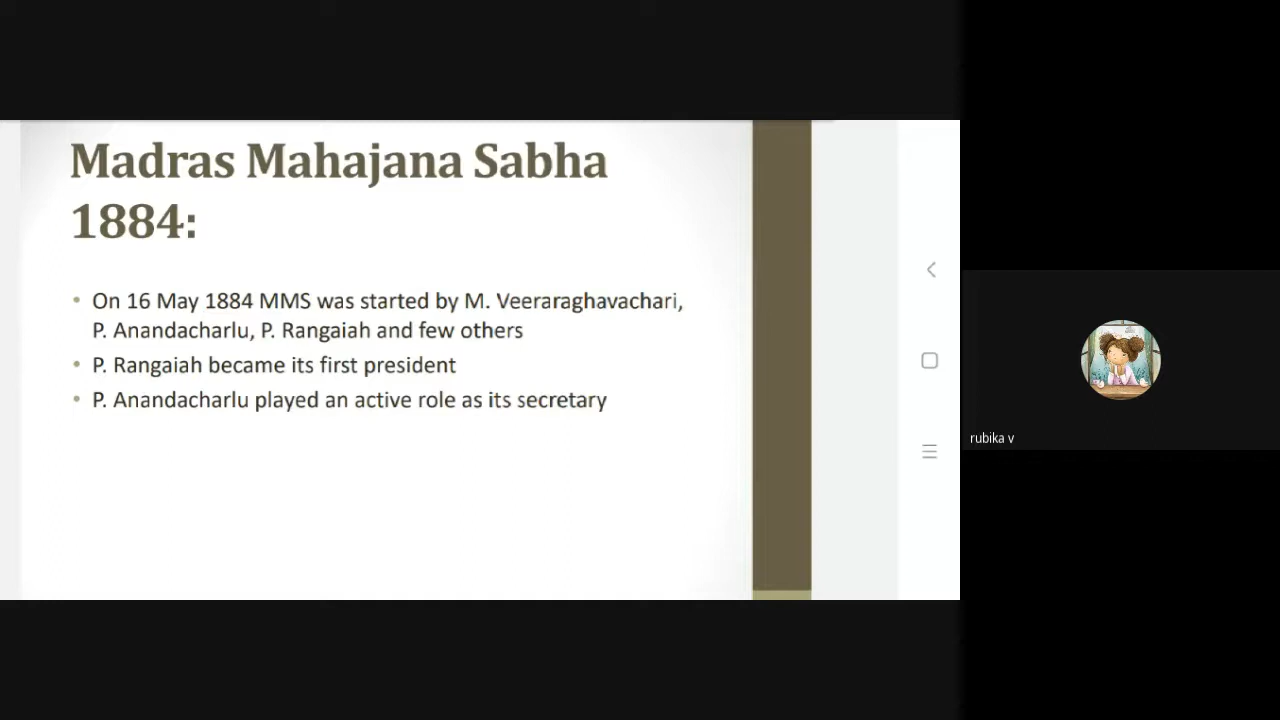 Madras Mahajana Sabha
1884:
• On 16 May 1884 MMS was started by M. Veeraraghavachari,
P. Anandacharlu, P. Rangaiah and few others
• P. Rangaiah became its first president
• P. Anandacharlu played an active role as its secretary
rubika v